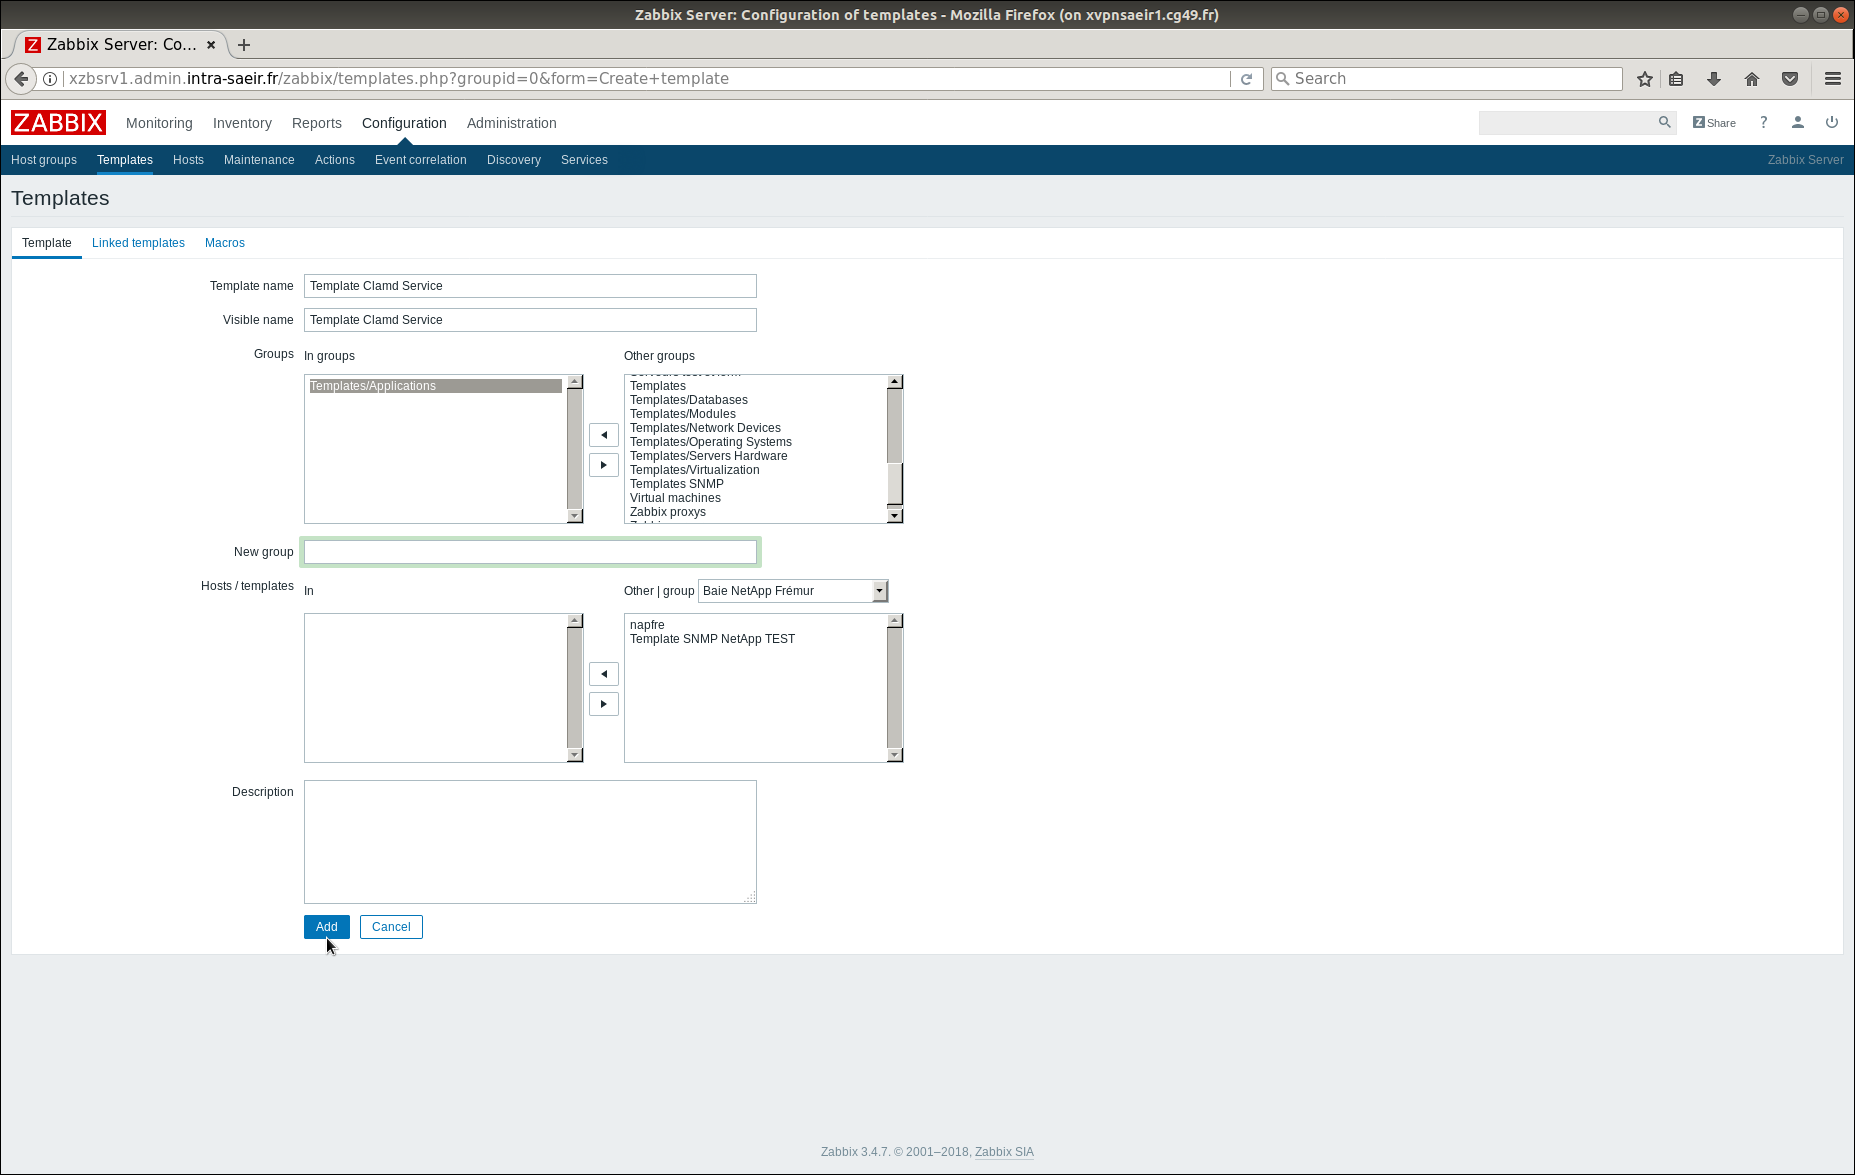 Zabbix Server: Configuration of templates - Mozilla Firefox (on xvpnsaeir1.cg49.fr)
Zabbix Server: Co...
xzbsrv1.admin.intra-saeir.fr/zabbix/templates.php?groupid=0&form=Create+template
Search
ZABBIX Monitoring Inventory Reports Configuration Administration
Share ?
Host groups Templates Hosts Maintenance Actions Event correlation Discovery Services Zabbix Server
Templates
Template Linked templates Macros
Template name Template Clamd Service
Visible name Template Clamd Service
Groups In groups Other groups
Templates/Applications
Templates
Templates/Databases
Templates/Modules
Templates/Network Devices
Templates/Operating Systems
Templates/Servers Hardware
Templates/Virtualization
Templates SNMP
Virtual machines
Zabbix proxys
New group
Hosts / templates In Other | group Baie NetApp Frémur
napfre
Template SNMP NetApp TEST
Description
Add Cancel
Zabbix 3.4.7. © 2001–2018, Zabbix SIA